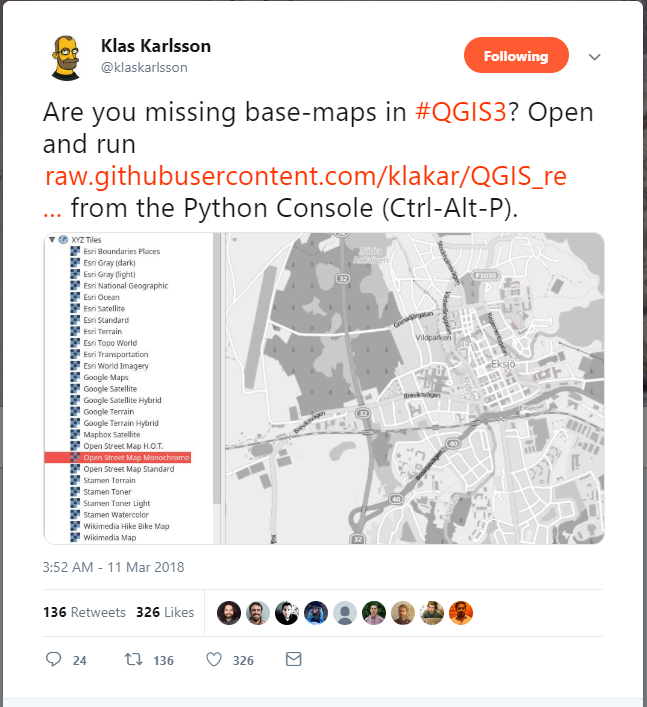 Klas Karlsson
@klaskarlsson
Following
Are you missing base-maps in #QGIS3? Open
and run
raw.githubusercontent.com/klakar/QGIS_re
… from the Python Console (Ctrl-Alt-P).
XYZ Tiles
Esri Boundaries Places
Esri Gray (dark)
Esri Gray (light)
Esri National Geographic
Esri Ocean
Esri Satellite
Esri Standard
Esri Terrain
Esri Topo World
Esri Transportation
Esri World Imagery
Google Maps
Google Satellite
Google Satellite Hybrid
Google Terrain
Google Terrain Hybrid
Mapbox Satellite
Open Street Map H.O.T.
Open Street Map Monochrome
Open Street Map Standard
Stamen Terrain
Stamen Toner
Stamen Toner Light
Stamen Watercolor
Wikimedia Hike Bike Map
Wikimedia Map
32
F1030
Grevhagsgatan
Vildparken
Eksjö
Breviksvägen
Breviksvägen
32
40
40
32
3:52 AM - 11 Mar 2018
136 Retweets 326 Likes
24
136
326